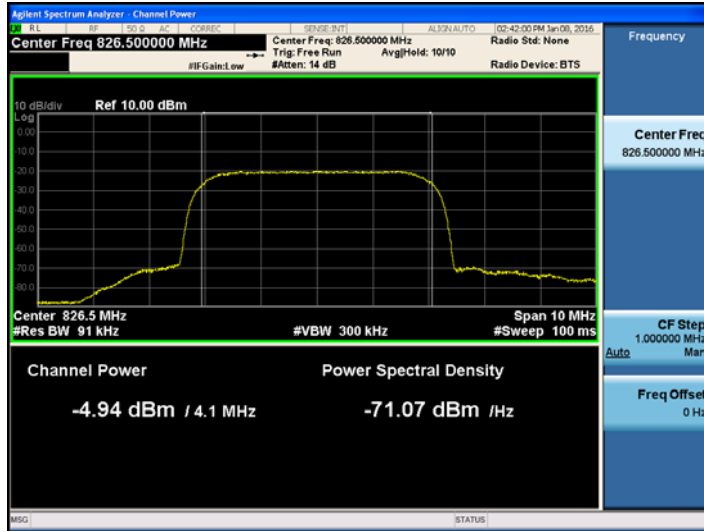 Agilent Spectrum Analyzer - Channel Power
RL RF 50 Ω AC CORREC SENSE:INT ALIGN AUTO 02:42:00 PM Jan 08, 2016
Center Freq 826.500000 MHz
Center Freq: 826.500000 MHz
Radio Std: None
Trig: Free Run Avg|Hold: 10/10
#IFGain:Low #Atten: 14 dB Radio Device: BTS
Frequency
10 dB/div Ref 10.00 dBm
Log
0.00
-10.0
-20.0
-30.0
-40.0
-50.0
-60.0
-70.0
-80.0
Center 826.5 MHz Span 10 MHz
#Res BW 91 kHz #VBW 300 kHz #Sweep 100 ms
Channel Power Power Spectral Density
-4.94 dBm / 4.1 MHz -71.07 dBm /Hz
Center Freq
826.500000 MHz
CF Step
1.000000 MHz
Auto Man
Freq Offset
0 Hz
MSG STATUS